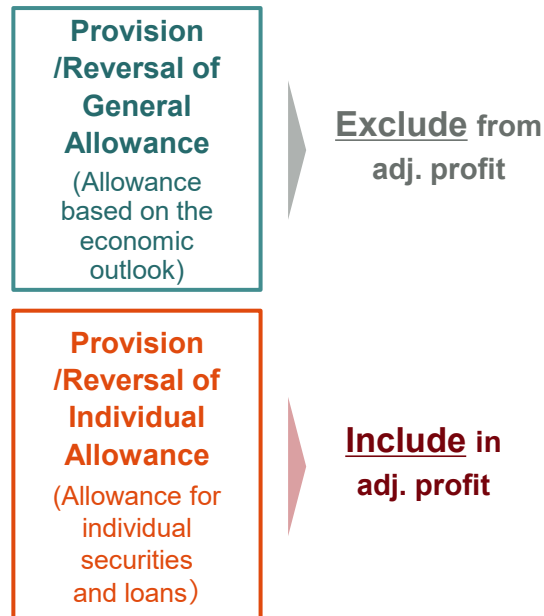 Provision
/Reversal of
General
Allowance
(Allowance
based on the
economic
outlook)
Exclude from
adj. profit
Provision
/Reversal of
Individual
Allowance
(Allowance for
individual
securities
and loans）
Include in
adj. profit